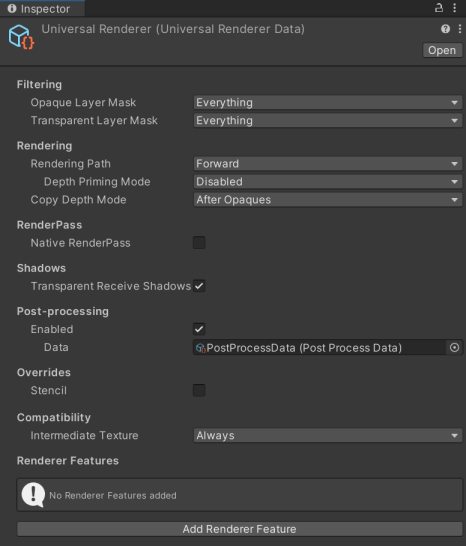 Inspector
Universal Renderer (Universal Renderer Data)
Open
Filtering
Opaque Layer Mask Everything
Transparent Layer Mask Everything
Rendering
Rendering Path Forward
Depth Priming Mode Disabled
Copy Depth Mode After Opaques
RenderPass
Native RenderPass
Shadows
Transparent Receive Shadows
Post-processing
Enabled
Data PostProcessData (Post Process Data)
Overrides
Stencil
Compatibility
Intermediate Texture Always
Renderer Features
No Renderer Features added
Add Renderer Feature